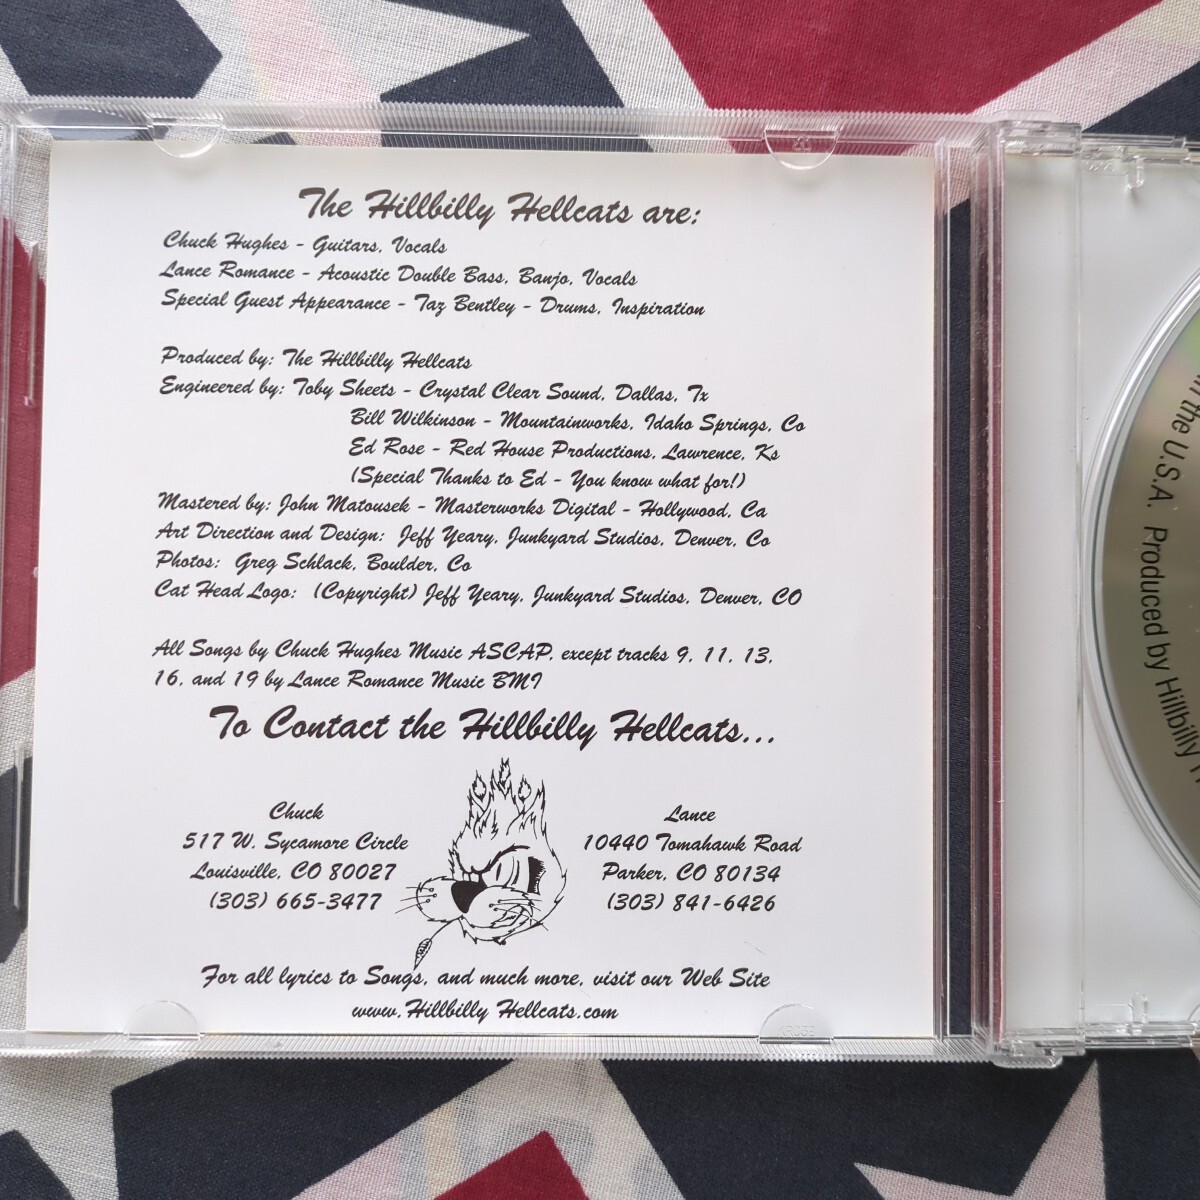 The Hillbilly Hellcats are:
Chuck Hughes - Guitars, Vocals
Lance Romance - Acoustic Double Bass, Banjo, Vocals
Special Guest Appearance - Taz Bentley - Drums, Inspiration
Produced by: The Hillbilly Hellcats
Engineered by: Toby Sheets - Crystal Clear Sound, Dallas, Tx
Bill Wilkinson - Mountainworks, Idaho Springs, Co
Ed Rose - Red House Productions, Lawrence, Ks
(Special Thanks to Ed - You know what for!)
Mastered by: John Matousek - Masterworks Digital - Hollywood, Ca
Art Direction and Design: Jeff Yeary, Junkyard Studios, Denver, Co
Photos: Greg Schlack, Boulder, Co
Cat Head Logo: (Copyright) Jeff Yeary, Junkyard Studios, Denver, CO
All Songs by Chuck Hughes Music ASCAP, except tracks 9, 11, 13,
16, and 19 by Lance Romance Music BMI
To Contact the Hillbilly Hellcats...
Chuck
517 W. Sycamore Circle
Louisville, CO 80027
(303) 665-3477
Lance
10440 Tomahawk Road
Parker, CO 80134
(303) 841-6426
For all lyrics to Songs, and much more, visit our Web Site
www.Hillbilly Hellcats.com
the U.S.A. Produced by Hillbilly